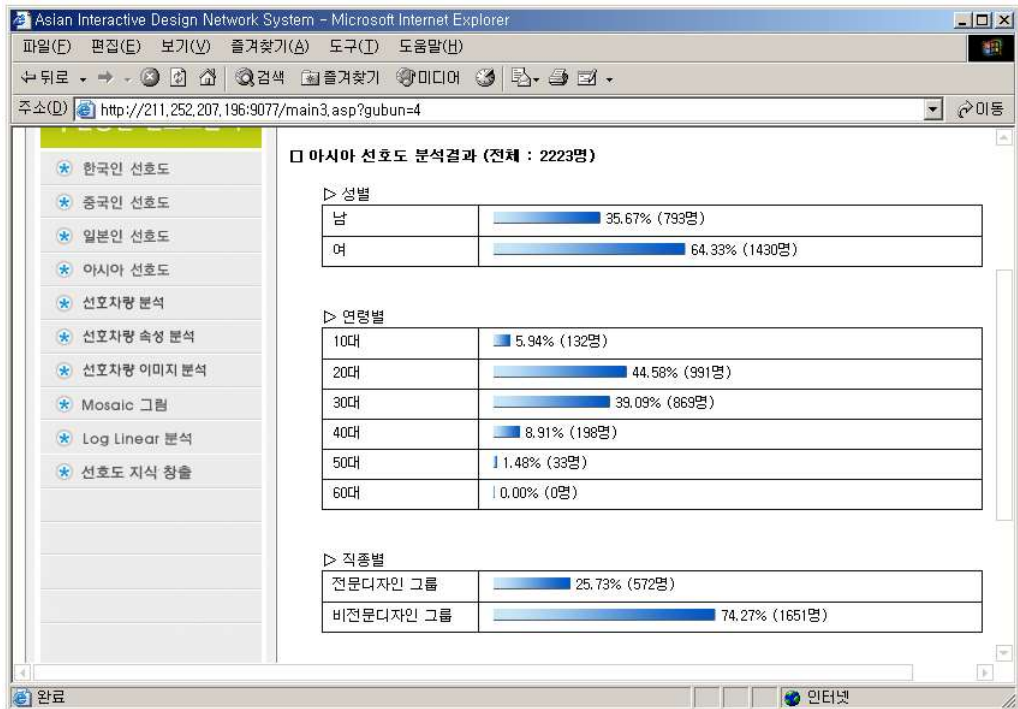 Asian Interactive Design Network System - Microsoft Internet Explorer
파일(F) 편집(E) 보기(V) 즐겨찾기(A) 도구(T) 도움말(H)
뒤로 검색 즐겨찾기 미디어
주소(D) http://211,252,207,196:9077/main3,asp?gubun=4 이동
한국인 선호도
중국인 선호도
일본인 선호도
아시아 선호도
선호차량 분석
선호차량 속성 분석
선호차량 이미지 분석
Mosaic 그림
Log Linear 분석
선호도 지식 창출
□ 아시아 선호도 분석결과 (전체 : 2223명)
▷ 성별
남 35.67% (793명)
여 64.33% (1430명)
▷ 연령별
10대 5.94% (132명)
20대 44.58% (991명)
30대 39.09% (869명)
40대 8.91% (198명)
50대 1.48% (33명)
60대 0.00% (0명)
▷ 직종별
전문디자인 그룹 25.73% (572명)
비전문디자인 그룹 74.27% (1651명)
완료 인터넷